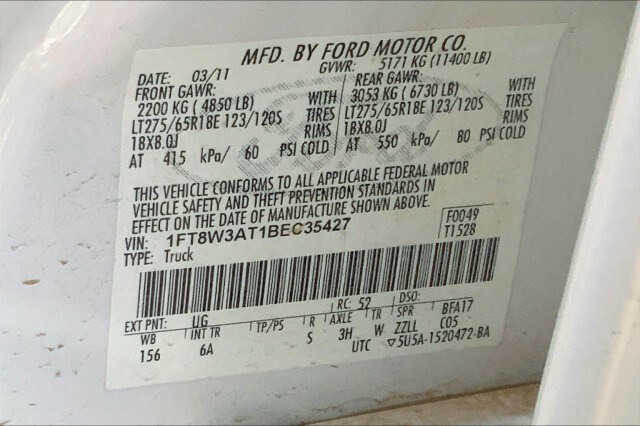 MFD. BY FORD MOTOR CO.
DATE: 03/11 GVWR: 5171 KG (11400 LB)
FRONT GAWR: REAR GAWR:
2200 KG ( 4850 LB) WITH 3053 KG ( 6730 LB) WITH
LT275/65R18E 123/120S TIRES LT275/65R18E 123/120S TIRES
18X8.0J RIMS 18X8.0J RIMS
AT 415 kPa/ 60 PSI COLD AT 550 kPa/ 80 PSI COLD
THIS VEHICLE CONFORMS TO ALL APPLICABLE FEDERAL MOTOR
VEHICLE SAFETY AND THEFT PREVENTION STANDARDS IN
EFFECT ON THE DATE OF MANUFACTURE SHOWN ABOVE.
VIN: 1FT8W3AT1BEC35427 F0049
TYPE: Truck T1528
EXT PNT: UG RC: 52 DSO:
WB INT TR TP/PS R AXLE TR SPR BFA17
156 6A S 3H W ZZLL C05
UTC ▽5U5A-1520472-BA